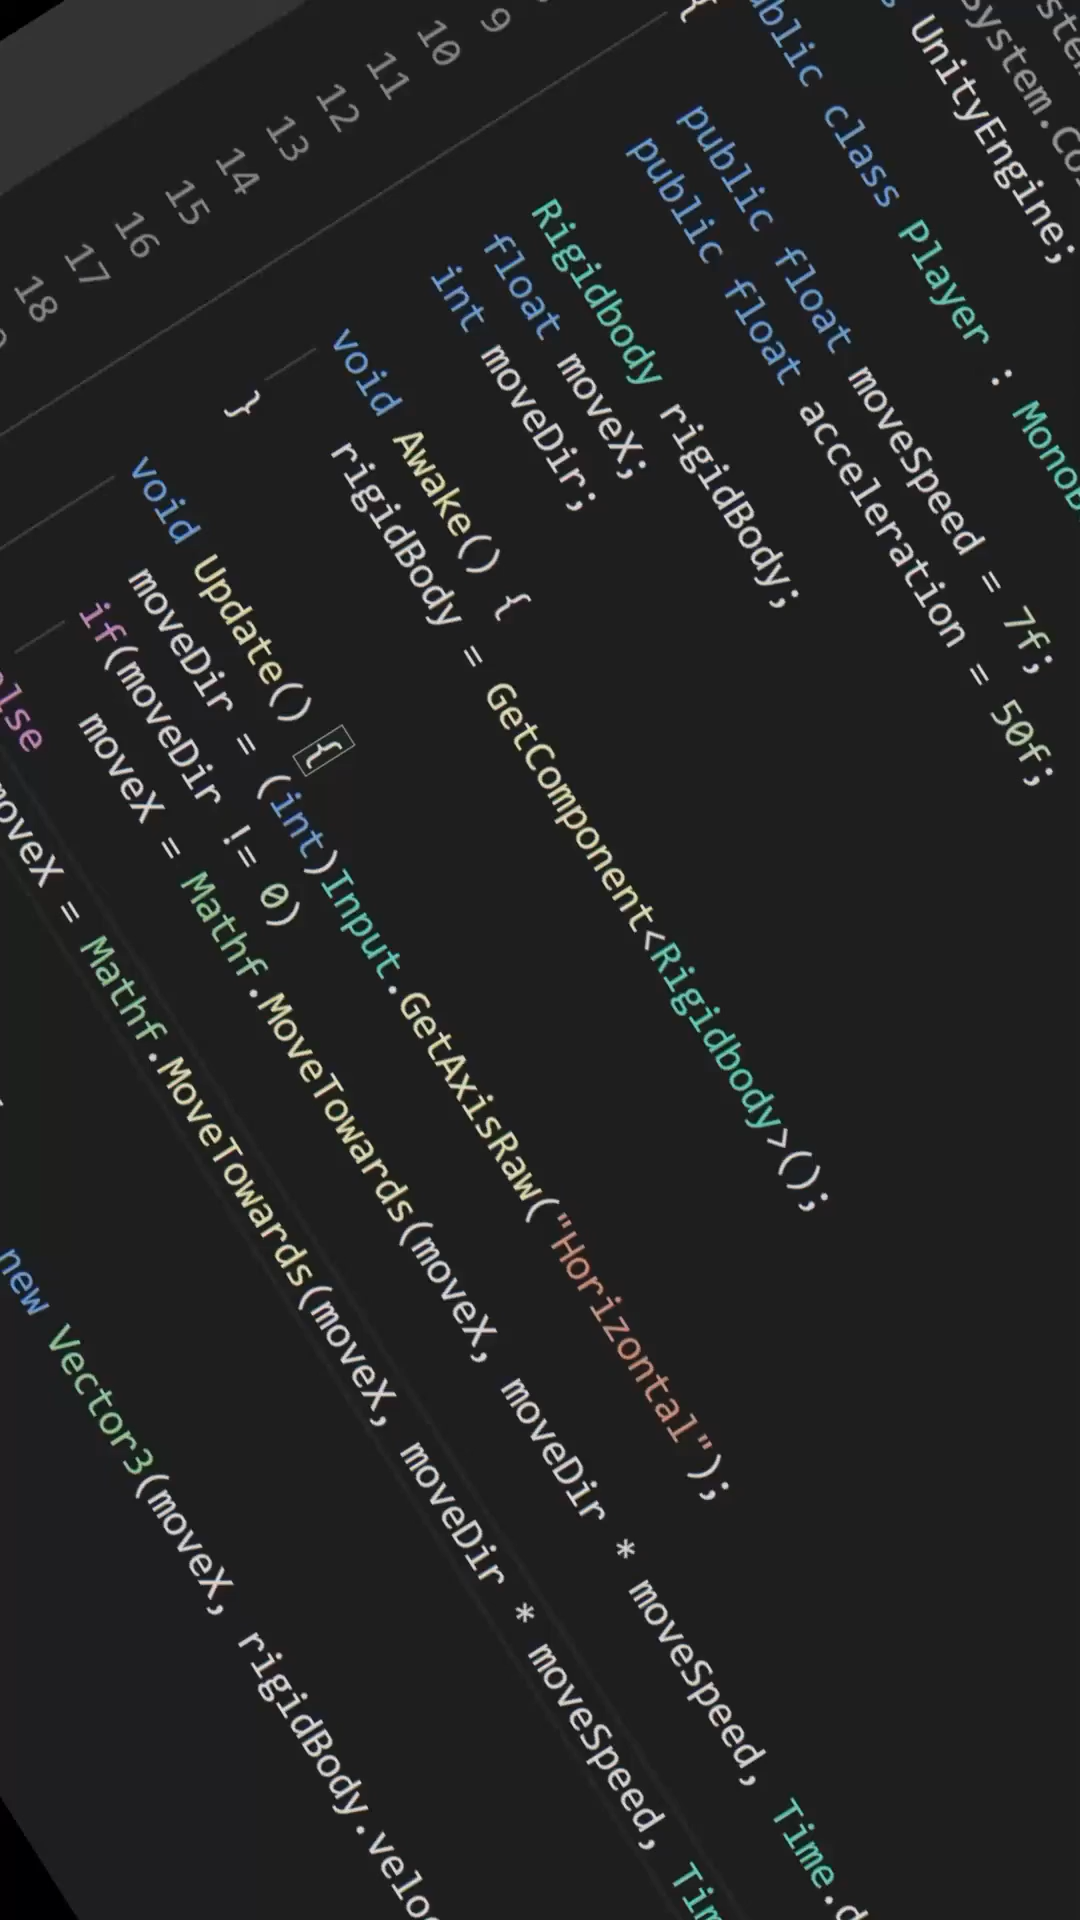 System.Co
UnityEngine;
class Player :
{
public float moveSpeed = 7f;
public float acceleration = 50f;
9
Rigidbody rigidBody;
10
float moveX;
11
int moveDir;
12
13
void Awake() {
14
rigidBody = GetComponent<Rigidbody>();
15
}
16
17
void Update() {
18
moveDir = (int)Input.GetAxisRaw("Horizontal");
if(moveDir != 0)
moveX = Mathf.MoveTowards(moveX, moveDir * moveSpeed, Time.d
else
moveX = Mathf.MoveTowards(moveX, moveDir * moveSpeed, Tim
new Vector3(moveX, rigidBody.velo